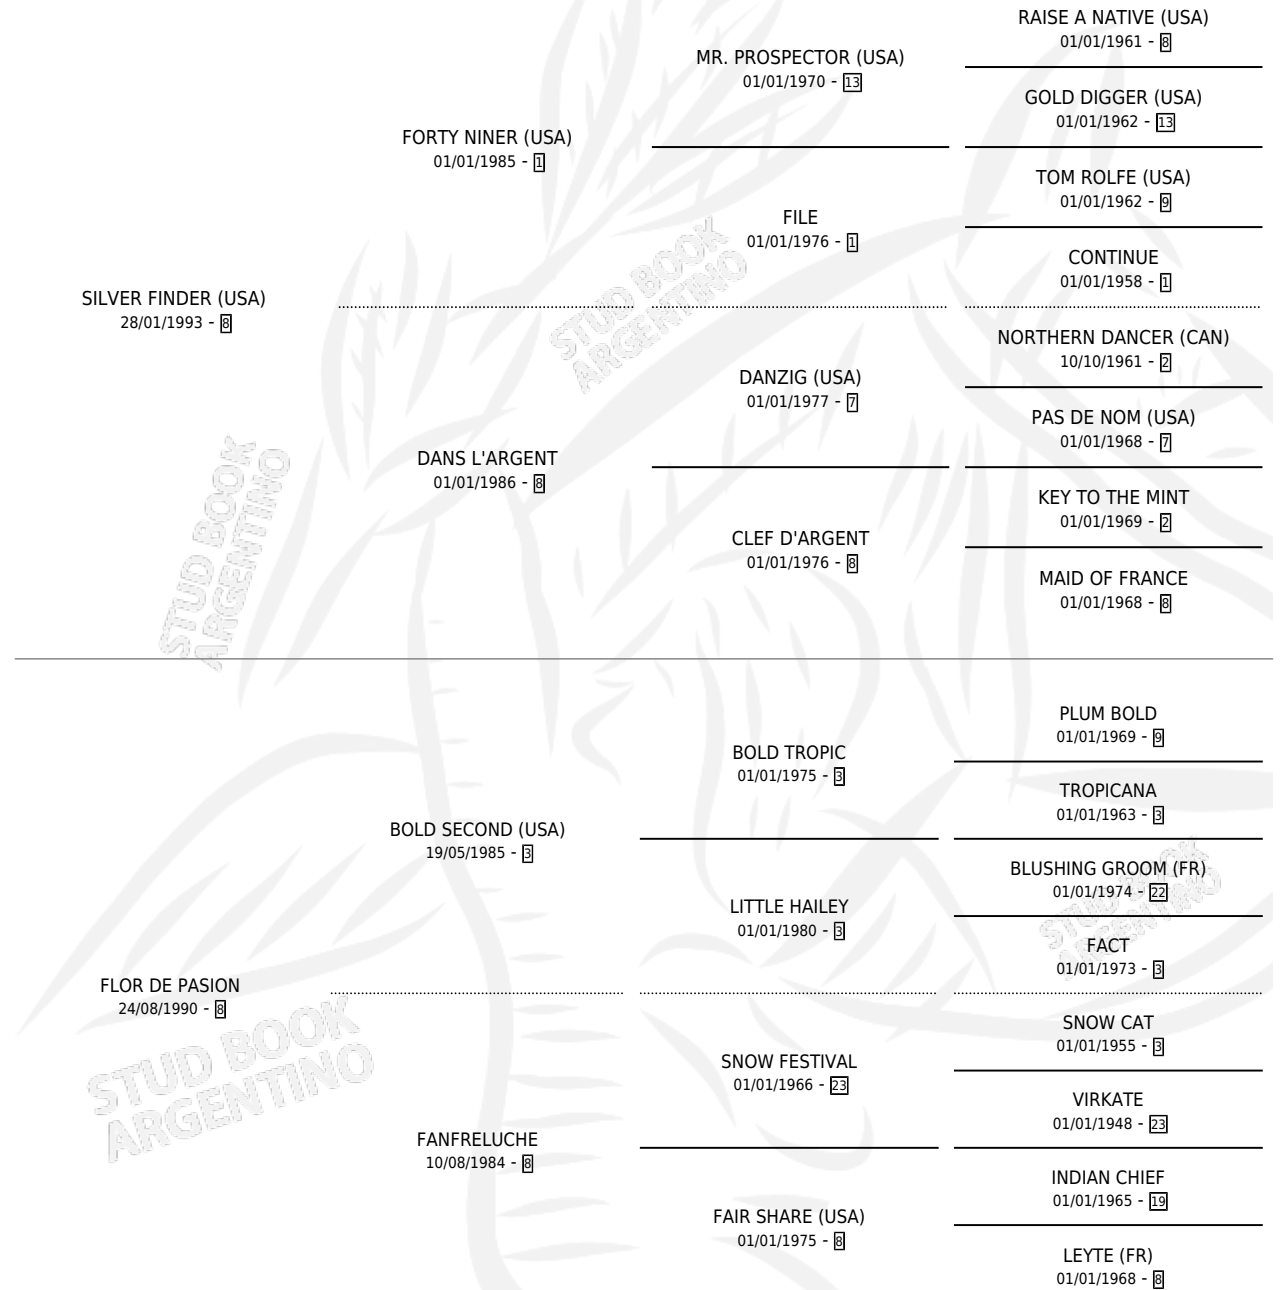 RAISE A NATIVE (USA)
01/01/1961 - 8
MR. PROSPECTOR (USA)
01/01/1970 - 13
GOLD DIGGER (USA)
01/01/1962 - 13
FORTY NINER (USA)
01/01/1985 - 1
TOM ROLFE (USA)
01/01/1962 - 9
FILE
01/01/1976 - 1
CONTINUE
01/01/1958 - 1
SILVER FINDER (USA)
28/01/1993 - 8
NORTHERN DANCER (CAN)
10/10/1961 - 2
DANZIG (USA)
01/01/1977 - 7
PAS DE NOM (USA)
01/01/1968 - 7
DANS L'ARGENT
01/01/1986 - 8
KEY TO THE MINT
01/01/1969 - 2
CLEF D'ARGENT
01/01/1976 - 8
MAID OF FRANCE
01/01/1968 - 8
PLUM BOLD
01/01/1969 - 9
BOLD TROPIC
01/01/1975 - 3
TROPICANA
01/01/1963 - 3
BOLD SECOND (USA)
19/05/1985 - 3
BLUSHING GROOM (FR)
01/01/1974 - 22
LITTLE HAILEY
01/01/1980 - 3
FACT
01/01/1973 - 3
FLOR DE PASION
24/08/1990 - 8
SNOW CAT
01/01/1955 - 3
SNOW FESTIVAL
01/01/1966 - 23
VIRKATE
01/01/1948 - 23
FANFRELUCHE
10/08/1984 - 8
INDIAN CHIEF
01/01/1965 - 19
FAIR SHARE (USA)
01/01/1975 - 8
LEYTE (FR)
01/01/1968 - 8
STUD BOOK
ARGENTINO
STUD BOOK
ARGENTINO
STUD BOOK
ARGENTINO
STUD BOOK
ARGENTINO